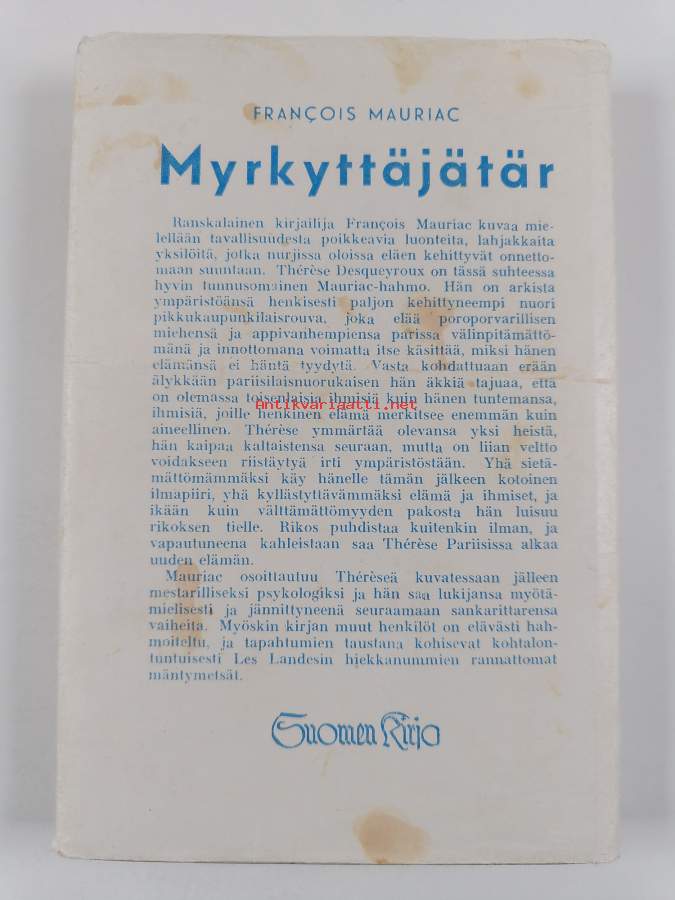 FRANÇOIS MAURIAC
Myrkyttäjätär
Ranskalainen kirjailija François Mauriac kuvaa mie-
lellään tavallisuudesta poikkeavia luonteita, lahjakkaita
yksilöitä, jotka nurjissa oloissa eläen kehittyvät onnetto-
maan suuntaan. Thérèse Desqueyroux on tässä suhteessa
hyvin tunnusomainen Mauriac-hahmo. Hän on arkista
ympäristöänsä henkisesti paljon kehittyneempi nuori
pikkukaupunkilaisrouva, joka elää poroporvarillisen
miehensä ja appivanhempiensa parissa välinpitämättö-
mänä ja innottomana voimatta itse käsittää, miksi hänen
elämänsä ei häntä tyydytä. Vasta kohdattuaan erään
älykkään pariisilaisnuorukaisen hän äkkiä tajuaa, että
on olemassa toisenlaisia ihmisiä kuin hänen tuntemansa,
ihmisiä, joille henkinen elämä merkitsee enemmän kuin
aineellinen. Thérèse ymmärtää olevansa yksi heistä,
hän kaipaa kaltaistensa seuraan, mutta on liian veltto
voidakseen riistäytyä irti ympäristöstään. Yhä sietä-
mättömämmäksi käy hänelle tämän jälkeen kotoinen
ilmapiiri, yhä kyllästyttävämmäksi elämä ja ihmiset, ja
ikään kuin välttämättömyyden pakosta hän luisuu
rikoksen tielle. Rikos puhdistaa kuitenkin ilman, ja
vapautuneena kahleistaan saa Thérèse Pariisissa alkaa
uuden elämän.
Mauriac osoittautuu Thérèseä kuvatessaan jälleen
mestarilliseksi psykologiksi ja hän saa lukijansa myötä-
mielisesti ja jännittyneenä seuraamaan sankarittarensa
vaiheita. Myöskin kirjan muut henkilöt on elävästi hah-
moiteltu, ja tapahtumien taustana kohisevat kohtalon-
tuntuisesti Les Landesin hiekkanummien rannattomat
mäntymetsät.
Suomen Kirja
Antikvariaatti.net